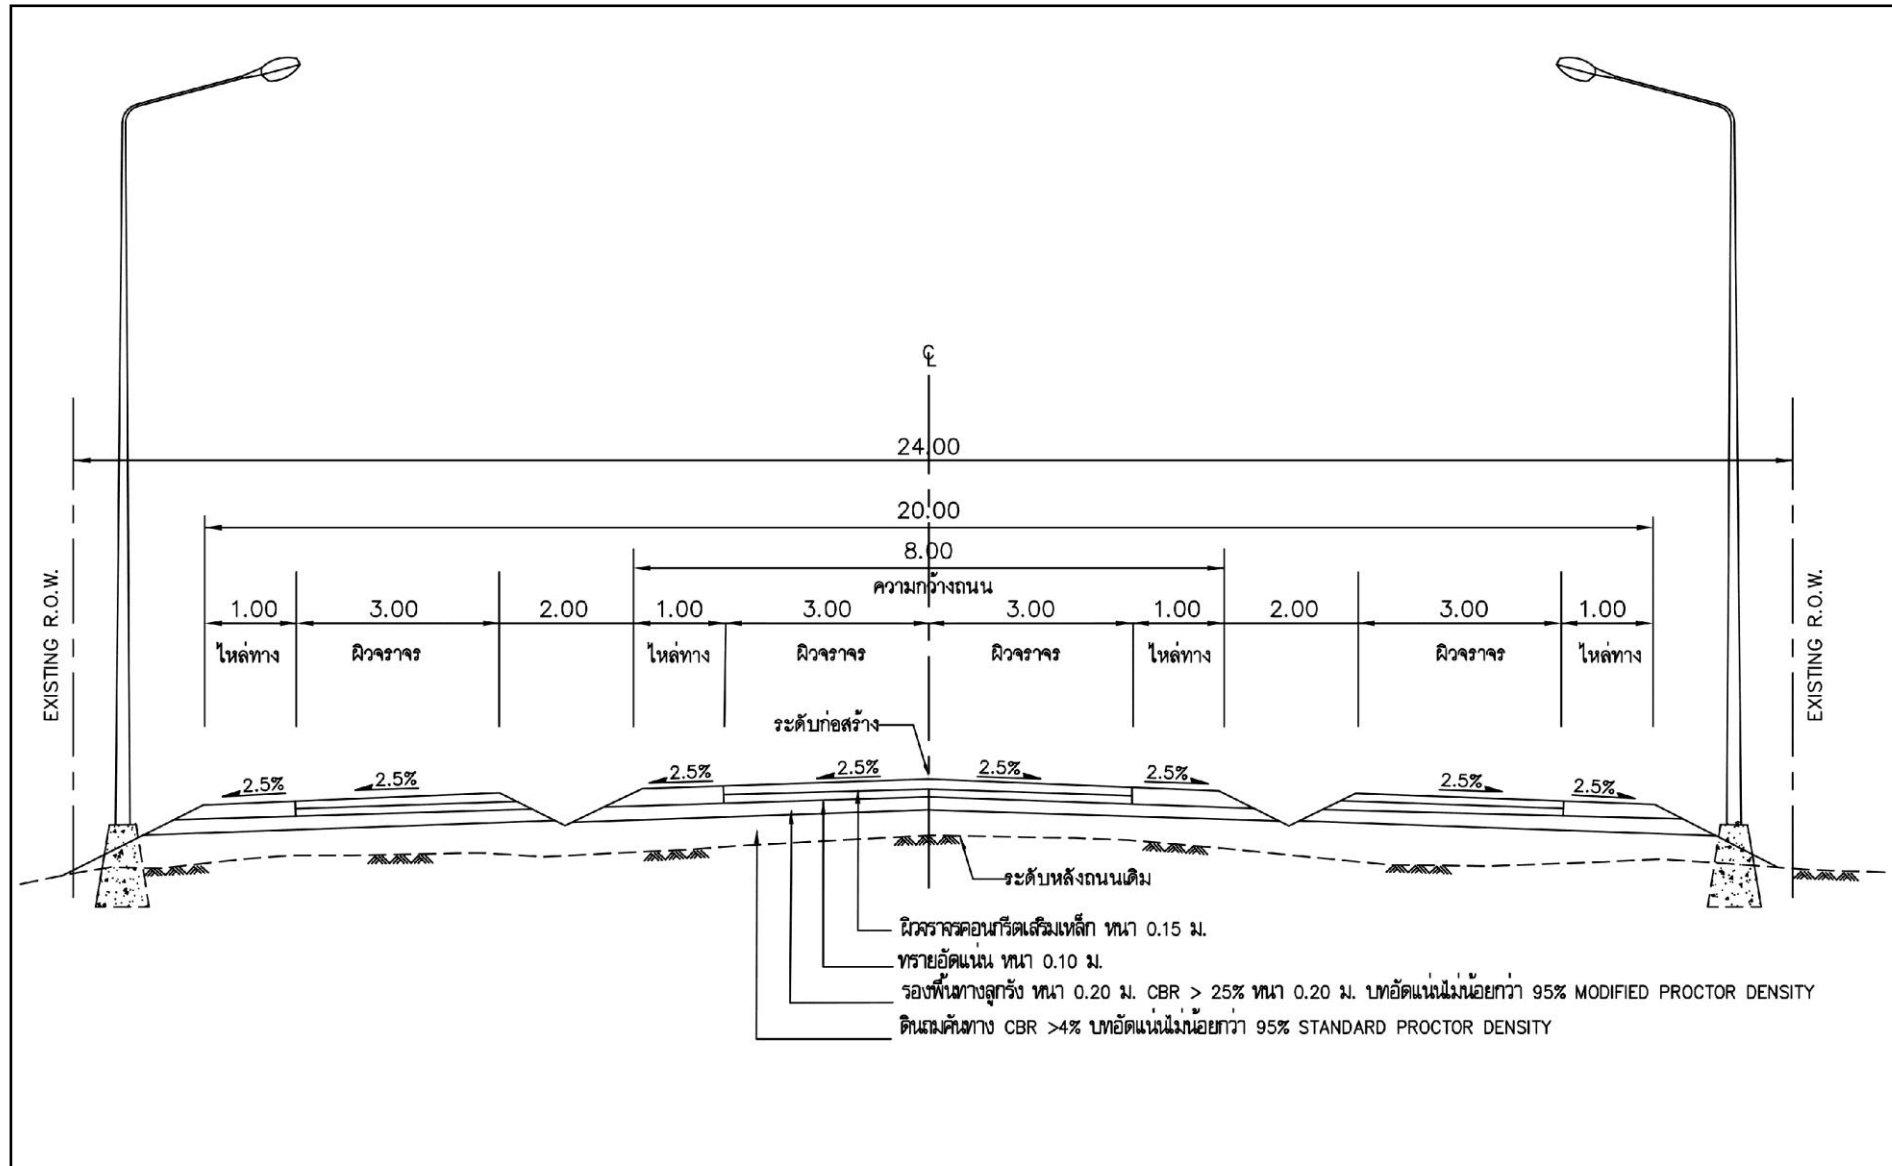 ℄
24.00
20.00
8.00
ความกว้างถนน
1.00 3.00 2.00 1.00 3.00 3.00 1.00 2.00 3.00 1.00
ไหล่ทาง ผิวจราจร ไหล่ทาง ผิวจราจร ผิวจราจร ไหล่ทาง ผิวจราจร ไหล่ทาง
EXISTING R.O.W.
EXISTING R.O.W.
ระดับก่อสร้าง
2.5% 2.5% 2.5% 2.5% 2.5% 2.5% 2.5% 2.5%
ระดับหลังถนนเดิม
ผิวจราจรคอนกรีตเสริมเหล็ก หนา 0.15 ม.
ทรายอัดแน่น หนา 0.10 ม.
รองพื้นทางลูกรัง หนา 0.20 ม. CBR > 25% หนา 0.20 ม. บทอัดแน่นไม่น้อยกว่า 95% MODIFIED PROCTOR DENSITY
ดินถมคันทาง CBR >4% บทอัดแน่นไม่น้อยกว่า 95% STANDARD PROCTOR DENSITY